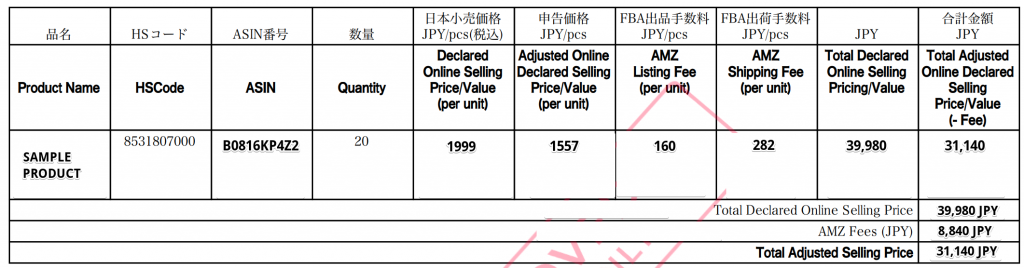 品名
HSコード
ASIN番号
数量
日本小売価格
JPY/pcs(税込)
申告価格
JPY/pcs
FBA出品手数料
JPY/pcs
FBA出荷手数料
JPY/pcs
JPY
合計金額
JPY
Product Name
HSCode
ASIN
Quantity
Declared
Online Selling
Price/Value
(per unit)
Adjusted Online
Declared Selling
Price/Value
(per unit)
AMZ
Listing Fee
(per unit)
AMZ
Shipping Fee
(per unit)
Total Declared
Online Selling
Pricing/Value
Total Adjusted
Online Declared
Selling
Price/Value
(- Fee)
SAMPLE
PRODUCT
8531807000
B0816KP4Z2
20
1999
1557
160
282
39,980
31,140
Total Declared Online Selling Price 39,980 JPY
AMZ Fees (JPY) 8,840 JPY
Total Adjusted Selling Price 31,140 JPY